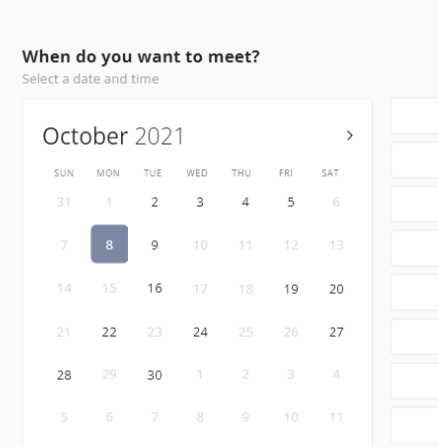 When do you want to meet?
Select a date and time
October 2021
SUN MON TUE WED THU FRI SAT
31 1 2 3 4 5 6
7 8 9 10 11 12 13
14 15 16 17 18 19 20
21 22 23 24 25 26 27
28 29 30 1 2 3 4
5 6 7 8 9 10 11